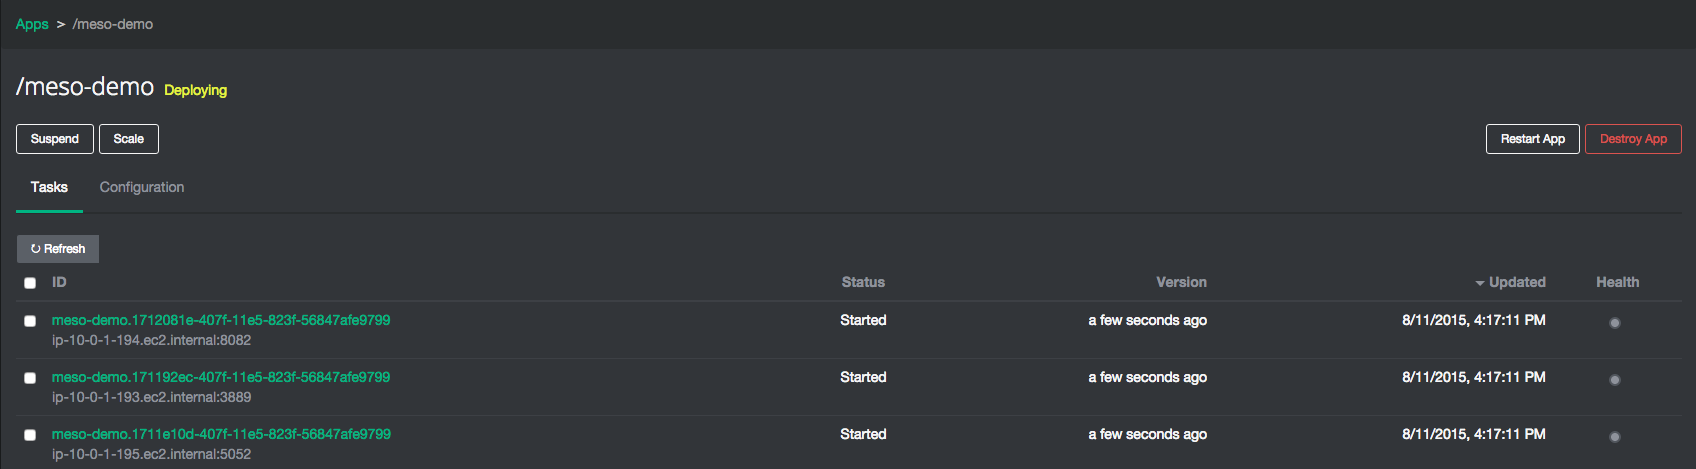 Apps > /meso-demo
/meso-demo Deploying
Suspend Scale Restart App Destroy App
Tasks Configuration
Refresh
ID Status Version Updated Health
meso-demo.1712081e-407f-11e5-823f-56847afe9799 Started a few seconds ago 8/11/2015, 4:17:11 PM
ip-10-0-1-194.ec2.internal:8082
meso-demo.171192ec-407f-11e5-823f-56847afe9799 Started a few seconds ago 8/11/2015, 4:17:11 PM
ip-10-0-1-193.ec2.internal:3889
meso-demo.1711e10d-407f-11e5-823f-56847afe9799 Started a few seconds ago 8/11/2015, 4:17:11 PM
ip-10-0-1-195.ec2.internal:5052